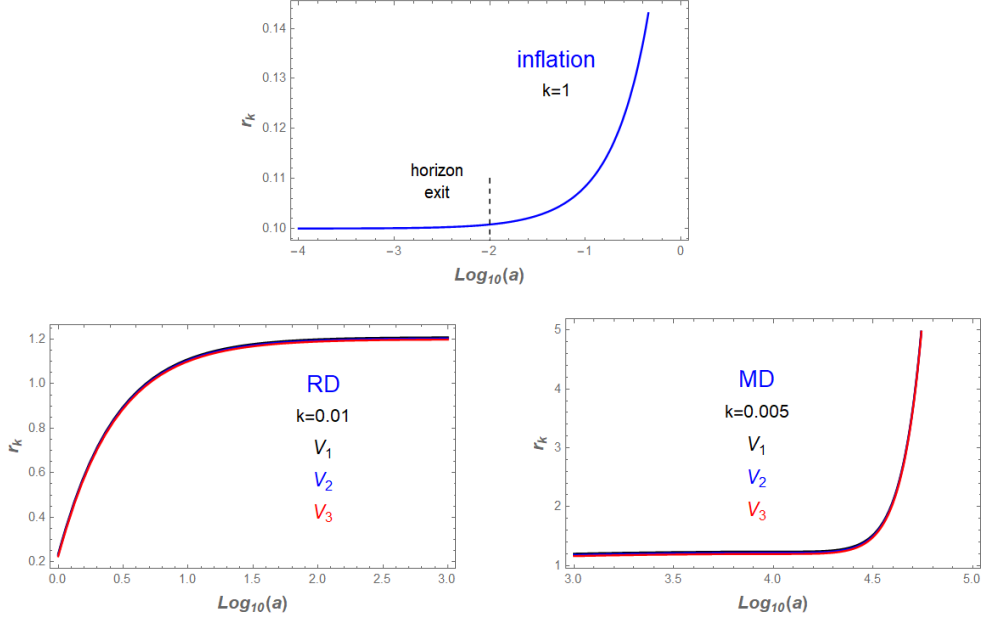 0.14
inflation
0.13
k=1
r_k
0.12
horizon
exit
0.11
0.10
−4 −3 −2 −1 0
Log₁₀(a)
1.2
1.0
RD
k=0.01
0.8
r_k
V₁
0.6
V₂
0.4
V₃
0.2
0.0 0.5 1.0 1.5 2.0 2.5 3.0
Log₁₀(a)
5
MD
4
k=0.005
r_k
3
V₁
V₂
2
V₃
1
3.0 3.5 4.0 4.5 5.0
Log₁₀(a)